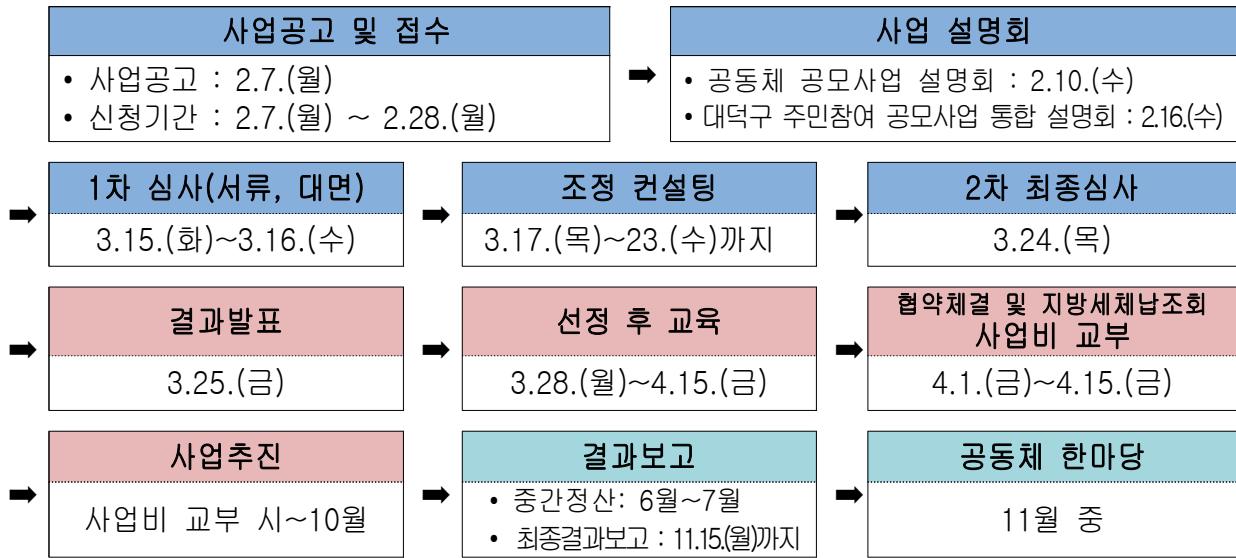 사업공고 및 접수
• 사업공고 : 2.7.(월)
• 신청기간 : 2.7.(월) ~ 2.28.(월)
➡
사업 설명회
• 공동체 공모사업 설명회 : 2.10.(수)
• 대덕구 주민참여 공모사업 통합 설명회 : 2.16.(수)
➡
1차 심사(서류, 대면)
3.15.(화)~3.16.(수)
➡
조정 컨설팅
3.17.(목)~23.(수)까지
➡
2차 최종심사
3.24.(목)
➡
결과발표
3.25.(금)
➡
선정 후 교육
3.28.(월)~4.15.(금)
➡
협약체결 및 지방세체납조회
사업비 교부
4.1.(금)~4.15.(금)
➡
사업추진
사업비 교부 시~10월
➡
결과보고
• 중간정산: 6월~7월
• 최종결과보고 : 11.15.(월)까지
➡
공동체 한마당
11월 중